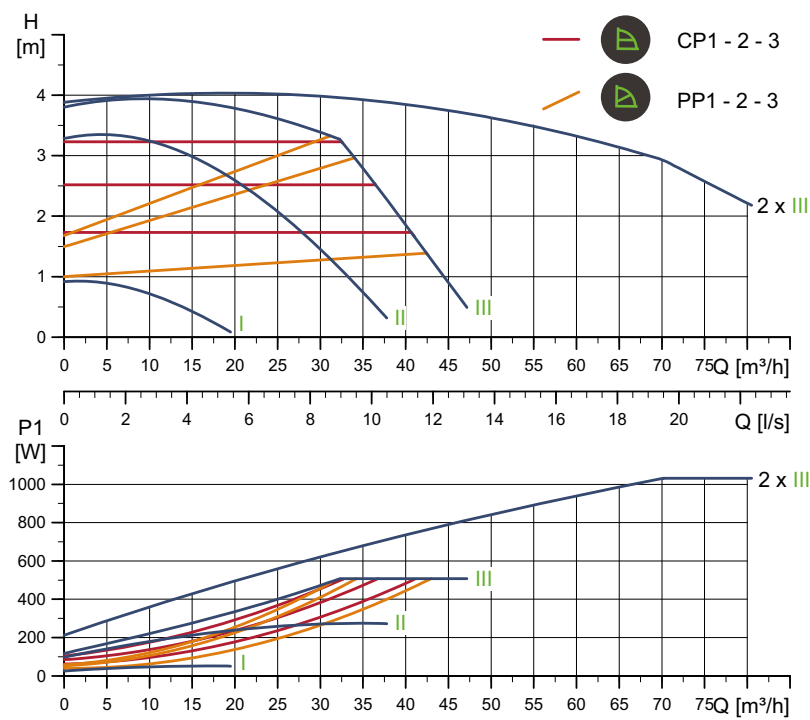 H
[m]
CP1 - 2 - 3
PP1 - 2 - 3
4
3
2
1
0
2 x III
I
II
III
0 5 10 15 20 25 30 35 40 45 50 55 60 65 70 75 Q [m³/h]
0 2 4 6 8 10 12 14 16 18 20 Q [l/s]
P1
[W]
1000
800
600
400
200
0
2 x III
III
II
I
0 5 10 15 20 25 30 35 40 45 50 55 60 65 70 75 Q [m³/h]